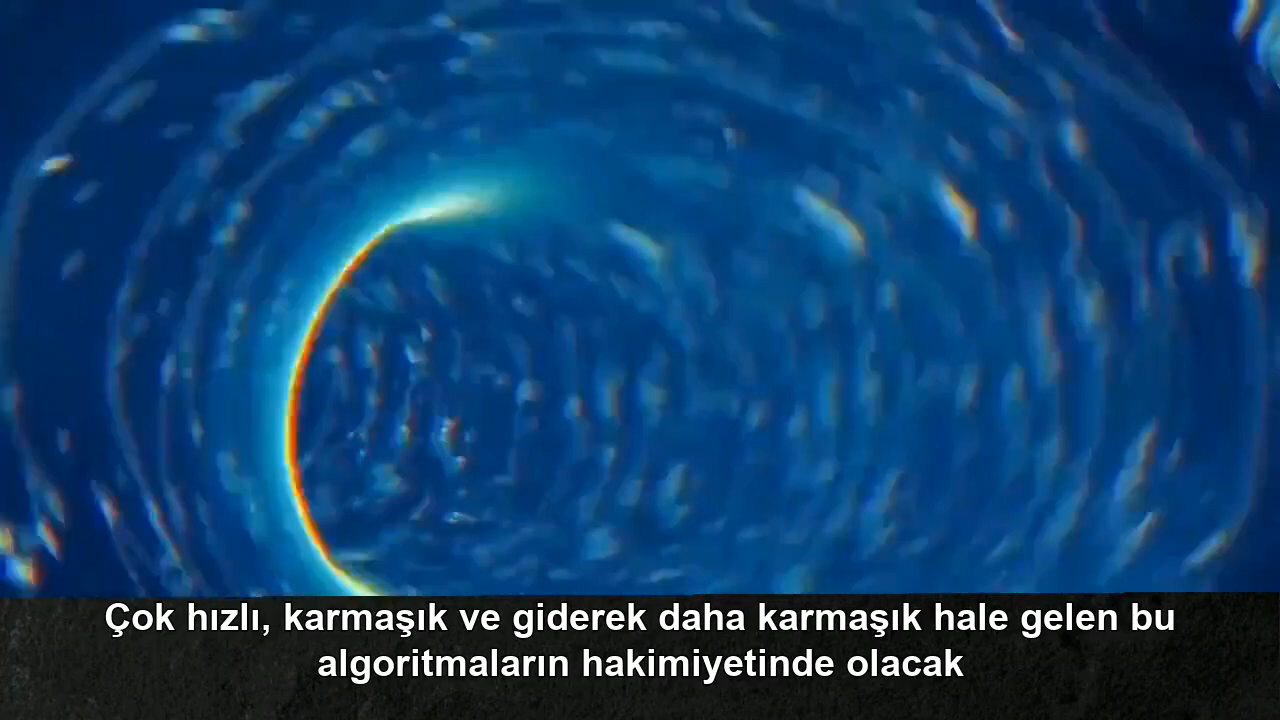 Çok hızlı, karmaşık ve giderek daha karmaşık hale gelen bu
algoritmaların hakimiyetinde olacak